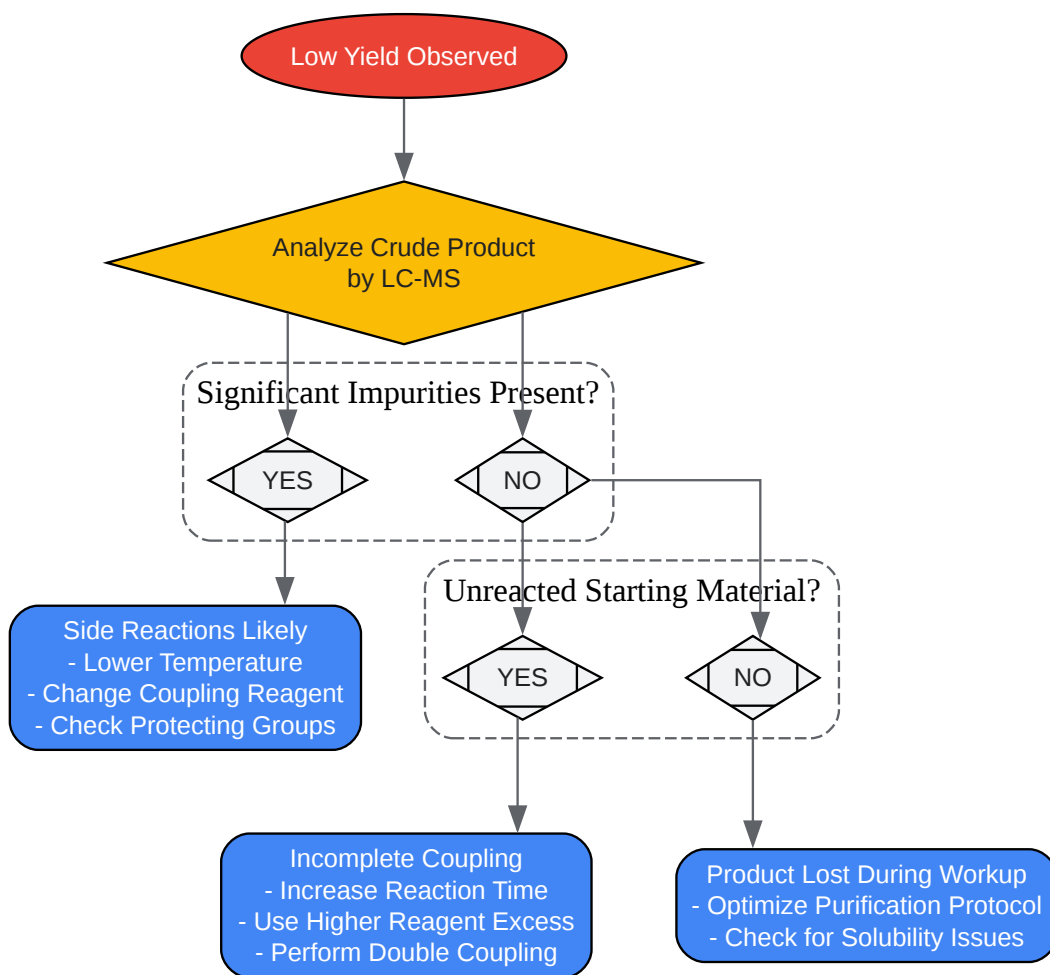 Low Yield Observed
Analyze Crude Product
by LC-MS
Significant Impurities Present?
YES
NO
Unreacted Starting Material?
YES
NO
Side Reactions Likely
- Lower Temperature
- Change Coupling Reagent
- Check Protecting Groups
Incomplete Coupling
- Increase Reaction Time
- Use Higher Reagent Excess
- Perform Double Coupling
Product Lost During Workup
- Optimize Purification Protocol
- Check for Solubility Issues